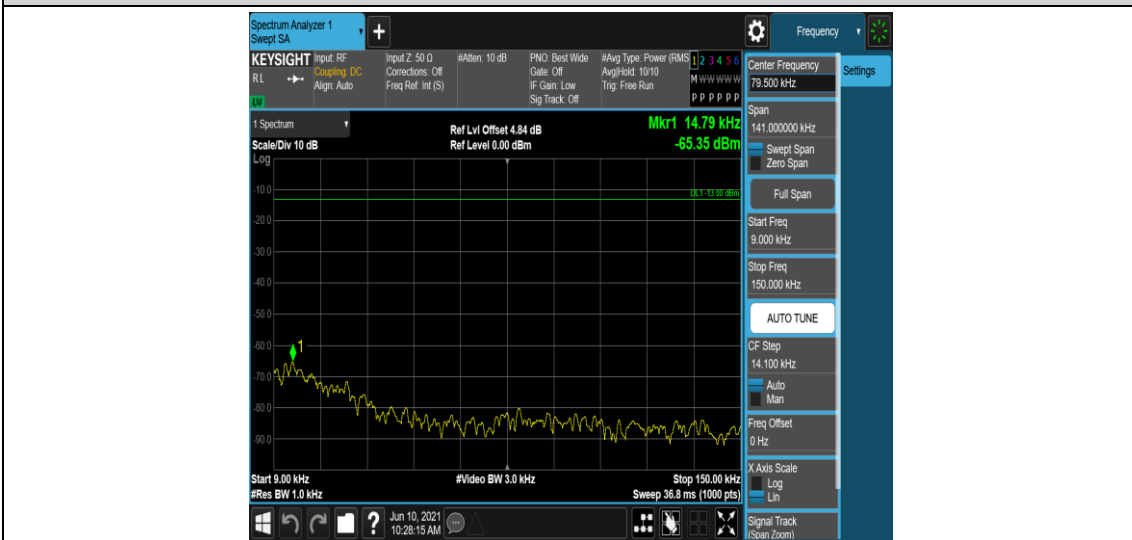 Spectrum Analyzer 1
Swept SA
+
Frequency
KEYSIGHT
RL
Input: RF
Coupling: DC
Align: Auto
Input Z: 50 Ω
Corrections: Off
Freq Ref: Int (S)
#Atten: 10 dB
PNO: Best Wide
Gate: Off
IF Gain: Low
Sig Track: Off
#Avg Type: Power (RMS
Avg|Hold: 10/10
Trig: Free Run
1 2 3 4 5 6
M W W W W W
P P P P P P
Center Frequency
79.500 kHz
Settings
1 Spectrum
Scale/Div 10 dB
Ref Lvl Offset 4.84 dB
Ref Level 0.00 dBm
Mkr1 14.79 kHz
-65.35 dBm
Span
141.000000 kHz
Swept Span
Zero Span
Full Span
Start Freq
9.000 kHz
Stop Freq
150.000 kHz
AUTO TUNE
CF Step
14.100 kHz
Auto
Man
Freq Offset
0 Hz
X Axis Scale
Log
Lin
Signal Track
(Span Zoom)
Log
DL1 -13.00 dBm
-10.0
-20.0
-30.0
-40.0
-50.0
-60.0
1
-70.0
-80.0
-90.0
Start 9.00 kHz
#Video BW 3.0 kHz
Stop 150.00 kHz
#Res BW 1.0 kHz
Sweep 36.8 ms (1000 pts)
?
Jun 10, 2021
10:28:15 AM